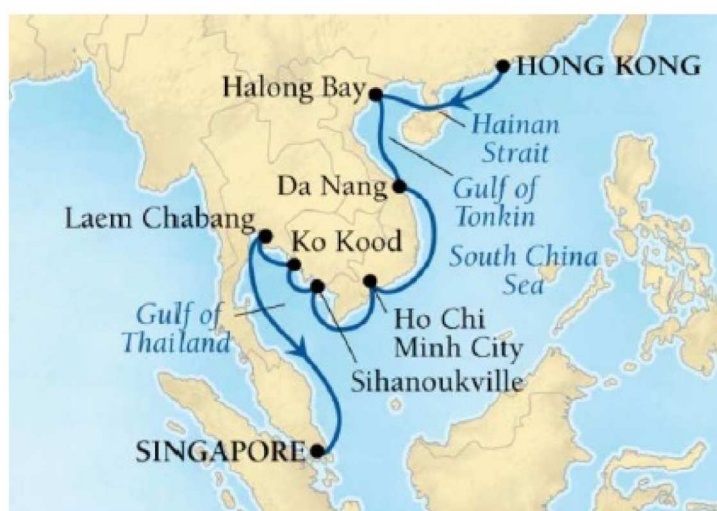 HONG KONG
Halong Bay
Hainan
Strait
Da Nang
Gulf of
Tonkin
Laem Chabang
Ko Kood
South China
Sea
Gulf of
Thailand
Ho Chi
Minh City
Sihanoukville
SINGAPORE